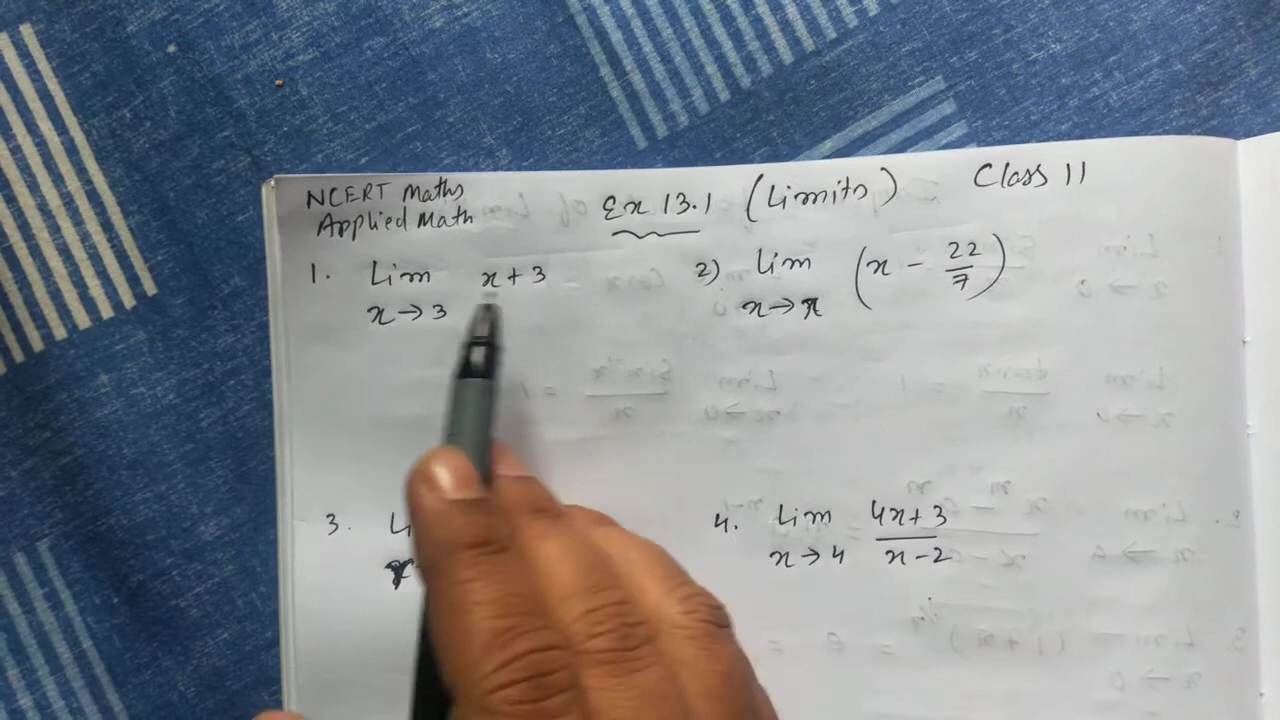 NCERT Maths
Applied Math
Ex 13.1 (Limits) Class 11
1. Lim x+3
x→3
2) Lim (x - 22/7)
x→π
3.
4. Lim 4x+3
x→4 x-2